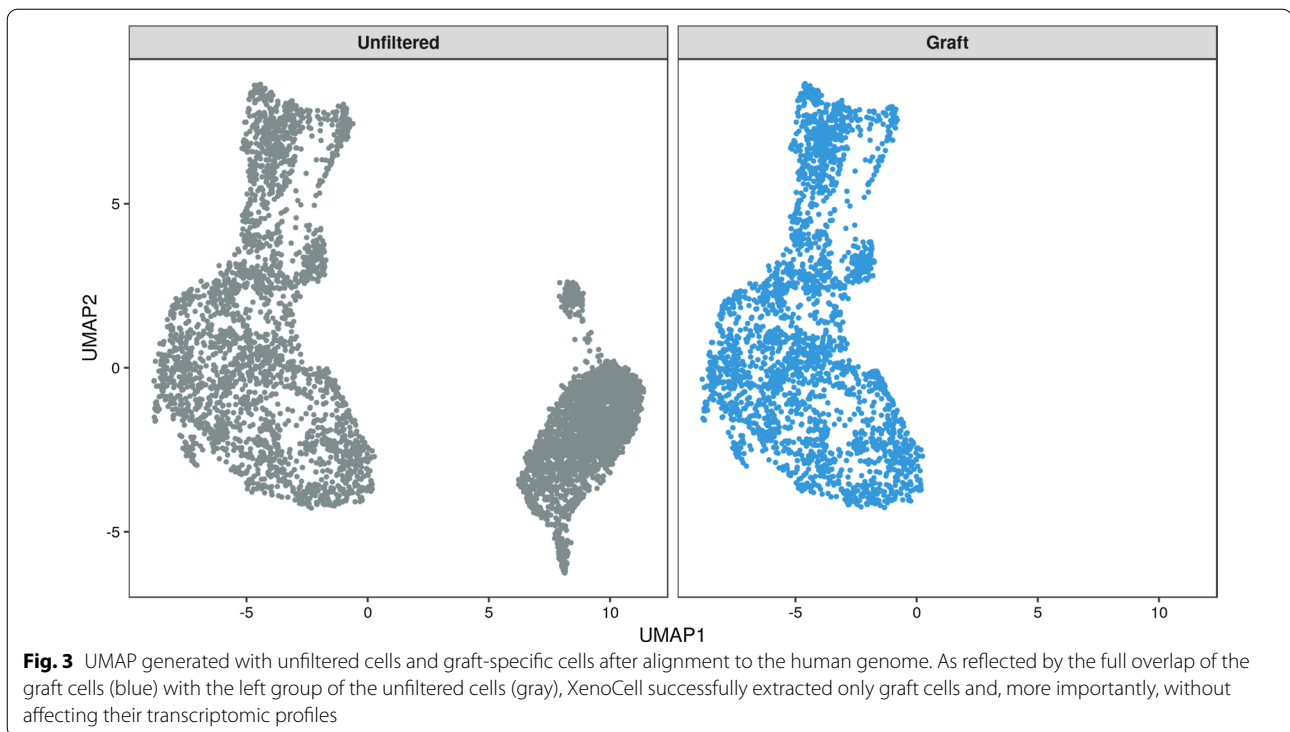 Unfiltered
Graft
UMAP2
5
0
-5
-5
0
5
10
-5
0
5
10
UMAP1
Fig. 3 UMAP generated with unfiltered cells and graft-specific cells after alignment to the human genome. As reflected by the full overlap of the
graft cells (blue) with the left group of the unfiltered cells (gray), XenoCell successfully extracted only graft cells and, more importantly, without
affecting their transcriptomic profiles